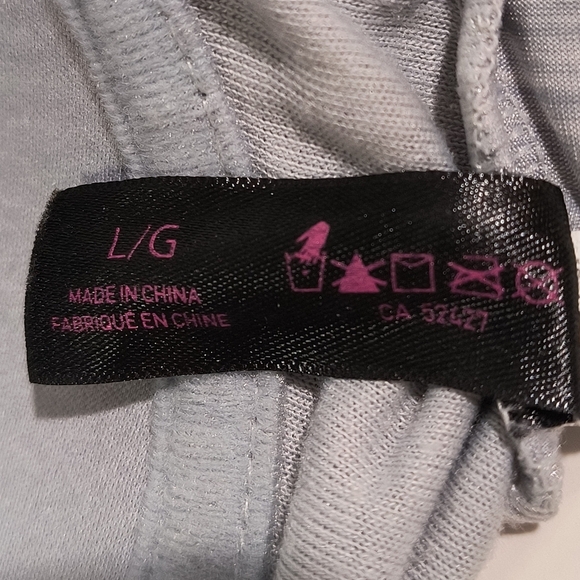 L/G
MADE IN CHINA
FABRIQUÉ EN CHINE
CA 52427